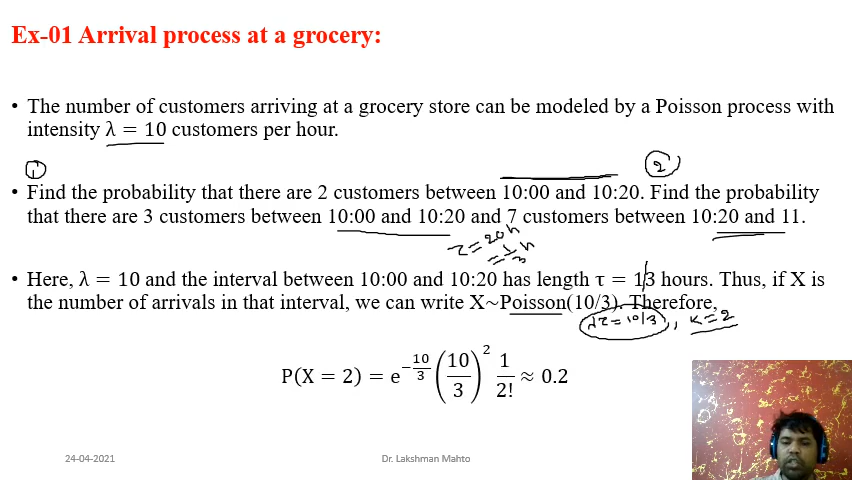 Ex-01 Arrival process at a grocery:
• The number of customers arriving at a grocery store can be modeled by a Poisson process with
intensity λ = 10 customers per hour.
① ②
• Find the probability that there are 2 customers between 10:00 and 10:20. Find the probability
that there are 3 customers between 10:00 and 10:20 and 7 customers between 10:20 and 11.
τ = 20 h
= 1/3 h
• Here, λ = 10 and the interval between 10:00 and 10:20 has length τ = 1/3 hours. Thus, if X is
the number of arrivals in that interval, we can write X~Poisson(10/3). Therefore,
λτ = 10/3, K = 2
P(X = 2) = e^(-10/3) (10/3)^2 1/2! ≈ 0.2
24-04-2021 Dr. Lakshman Mahto